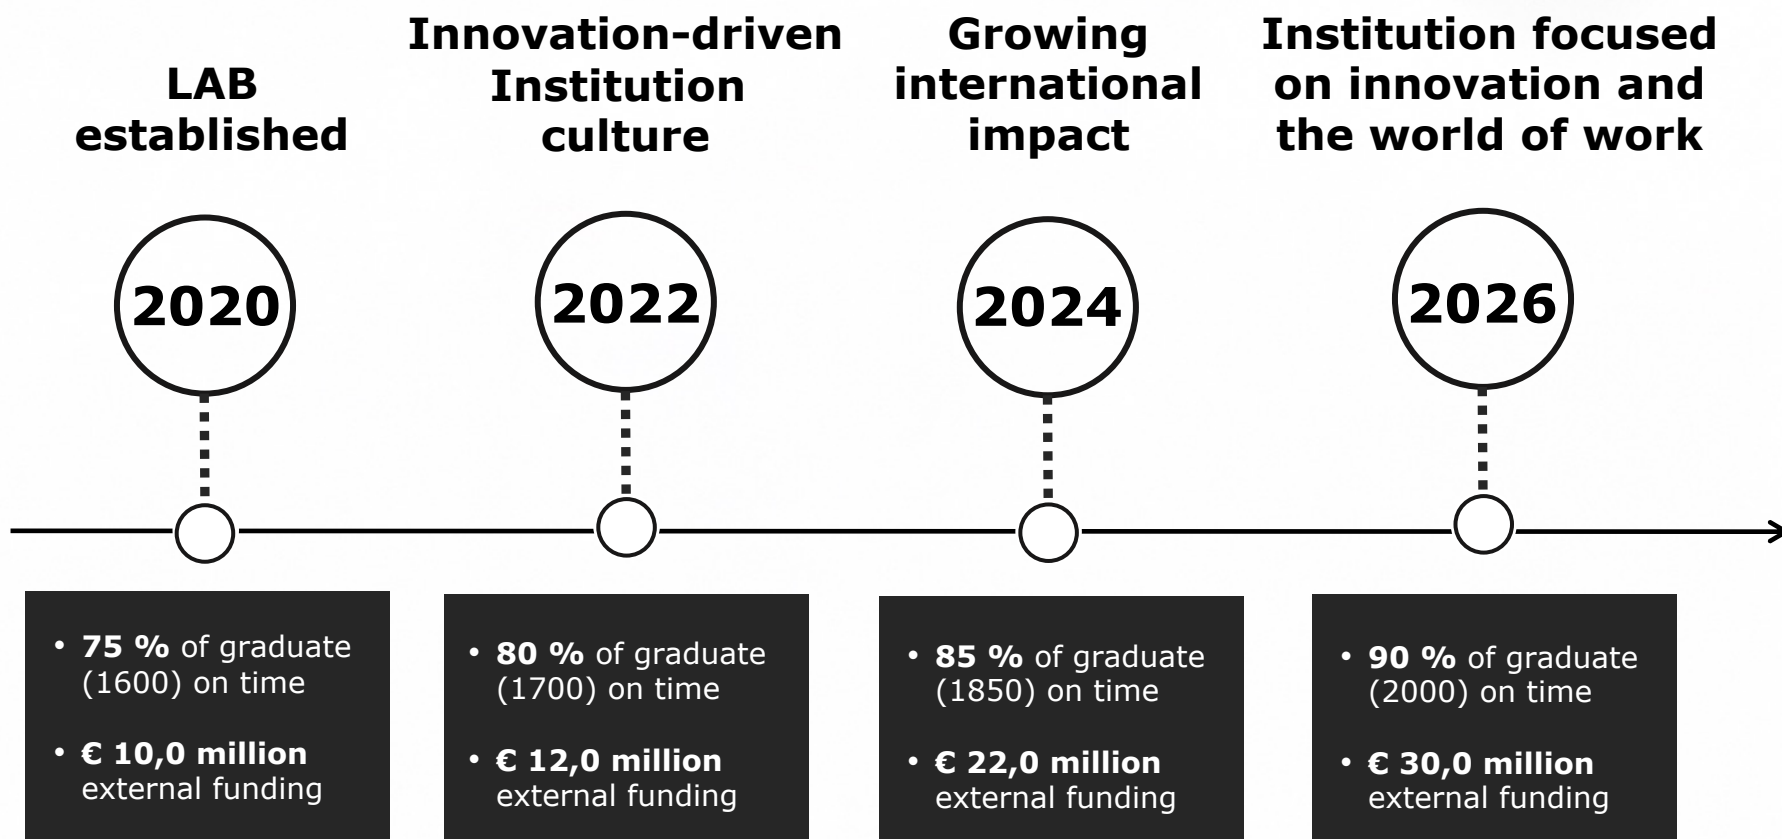 LAB
established
Innovation-driven
Institution
culture
Growing
international
impact
Institution focused
on innovation and
the world of work
2020
2022
2024
2026
• 75 % of graduate
(1600) on time
• € 10,0 million
external funding
• 80 % of graduate
(1700) on time
• € 12,0 million
external funding
• 85 % of graduate
(1850) on time
• € 22,0 million
external funding
• 90 % of graduate
(2000) on time
• € 30,0 million
external funding